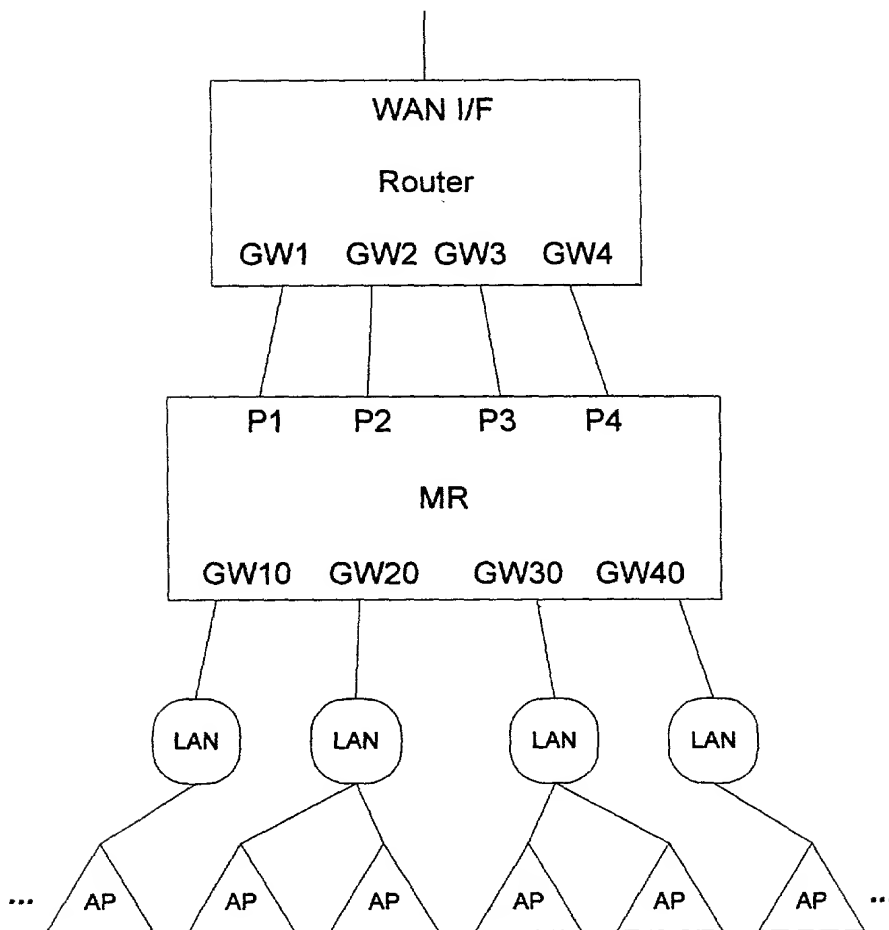 WAN I/F
Router
GW1 GW2 GW3 GW4
P1 P2 P3 P4
MR
GW10 GW20 GW30 GW40
LAN LAN LAN LAN
... AP AP AP AP AP AP ..